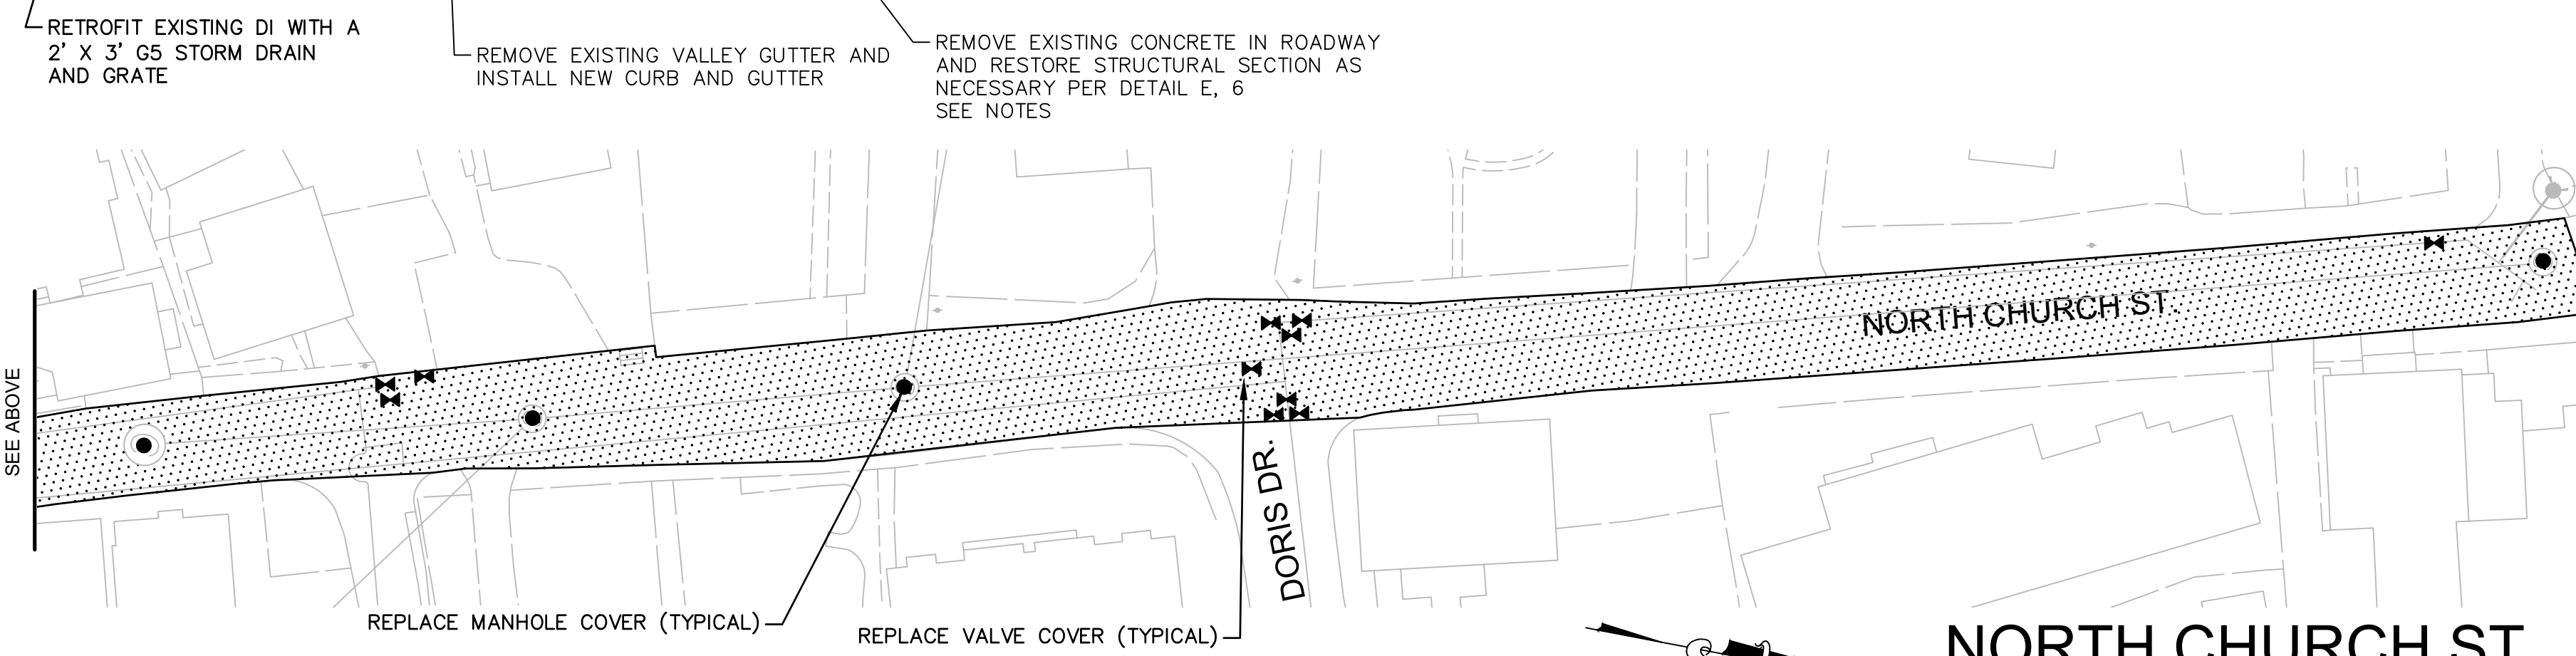 RETROFIT EXISTING DI WITH A
2' X 3' G5 STORM DRAIN
AND GRATE
REMOVE EXISTING VALLEY GUTTER AND
INSTALL NEW CURB AND GUTTER
REMOVE EXISTING CONCRETE IN ROADWAY
AND RESTORE STRUCTURAL SECTION AS
NECESSARY PER DETAIL E, 6
SEE NOTES
SEE ABOVE
NORTH CHURCH ST.
DORIS DR.
REPLACE MANHOLE COVER (TYPICAL)
REPLACE VALVE COVER (TYPICAL)
NORTH CHURCH ST